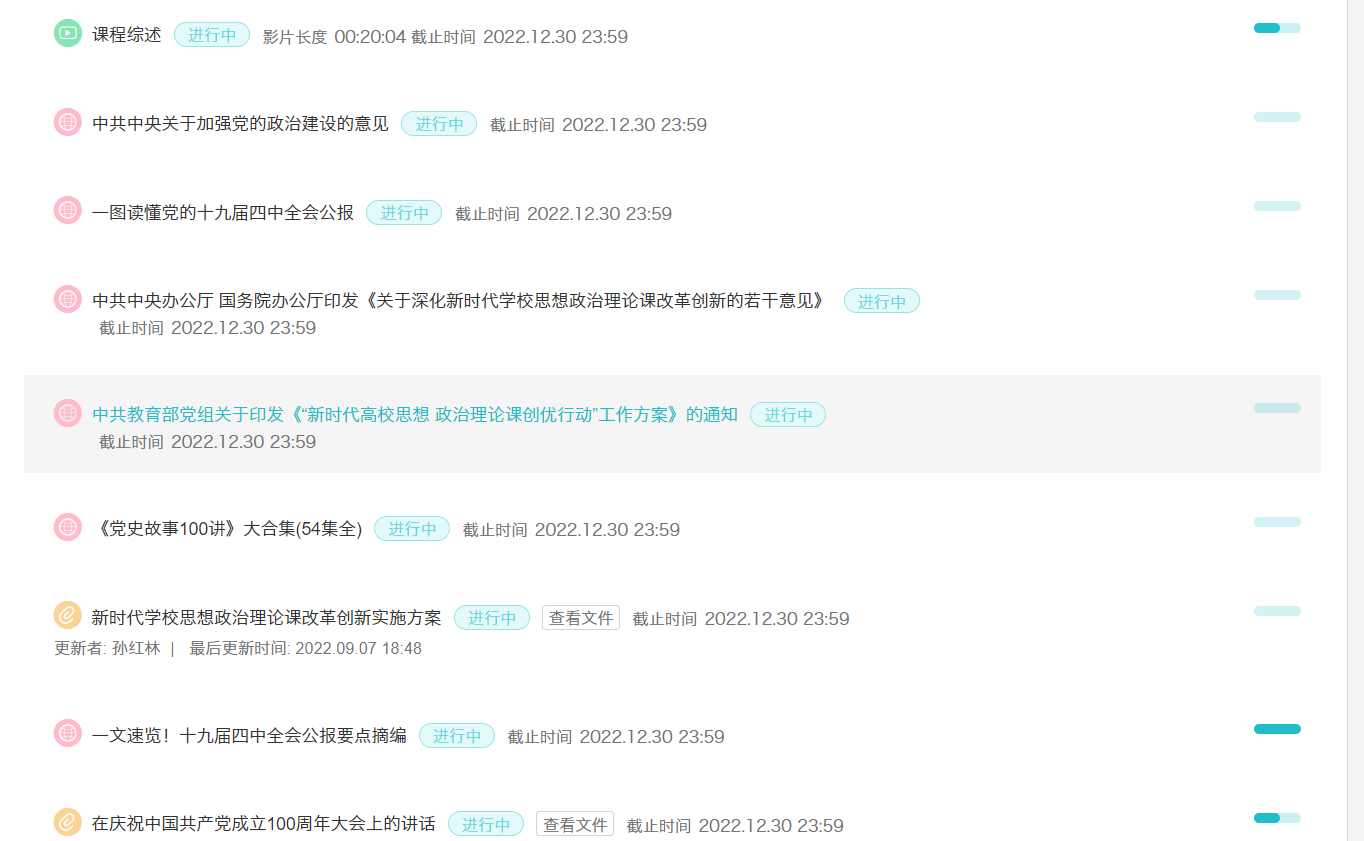 课程综述 进行中 影片长度 00:20:04 截止时间 2022.12.30 23:59
中共中央关于加强党的政治建设的意见 进行中 截止时间 2022.12.30 23:59
一图读懂党的十九届四中全会公报 进行中 截止时间 2022.12.30 23:59
中共中央办公厅 国务院办公厅印发《关于深化新时代学校思想政治理论课改革创新的若干意见》 进行中
截止时间 2022.12.30 23:59
中共教育部党组关于印发《“新时代高校思想 政治理论课创优行动”工作方案》的通知 进行中
截止时间 2022.12.30 23:59
《党史故事100讲》大合集(54集全) 进行中 截止时间 2022.12.30 23:59
新时代学校思想政治理论课改革创新实施方案 进行中 查看文件 截止时间 2022.12.30 23:59
更新者: 孙红林 | 最后更新时间: 2022.09.07 18:48
一文速览！十九届四中全会公报要点摘编 进行中 截止时间 2022.12.30 23:59
在庆祝中国共产党成立100周年大会上的讲话 进行中 查看文件 截止时间 2022.12.30 23:59